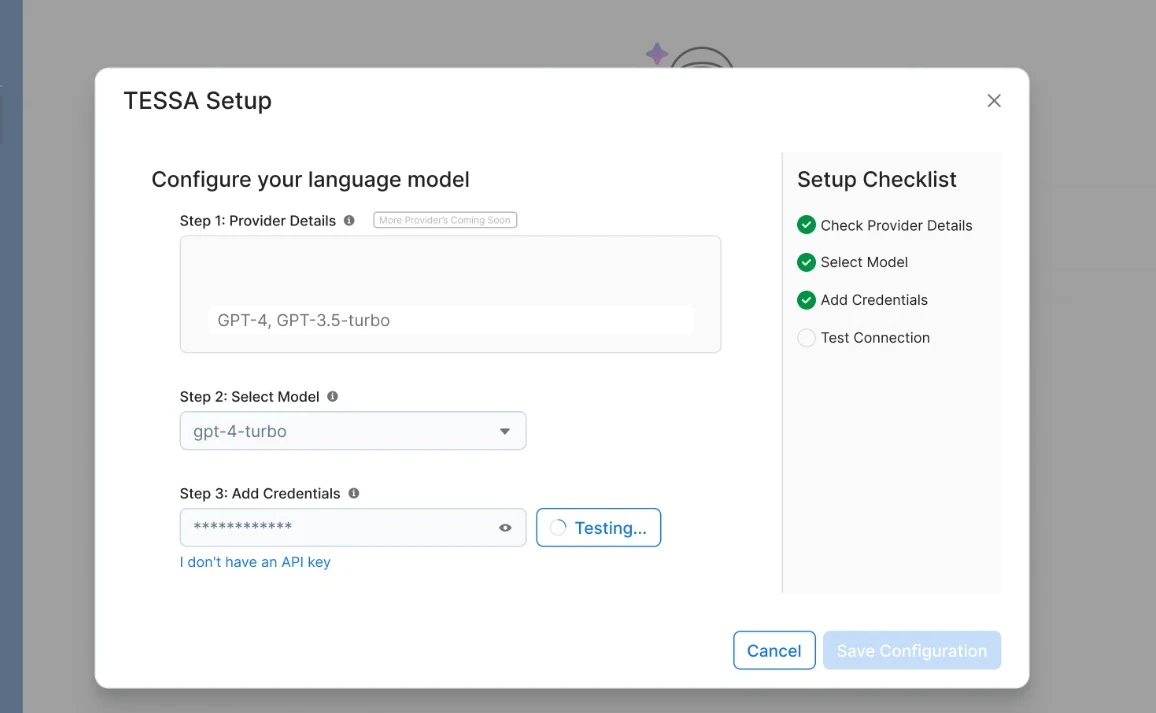 TESSA Setup
Configure your language model
Step 1: Provider Details
More Provider's Coming Soon
GPT-4, GPT-3.5-turbo
Step 2: Select Model
gpt-4-turbo
Step 3: Add Credentials
************
Testing...
I don't have an API key
Setup Checklist
Check Provider Details
Select Model
Add Credentials
Test Connection
Cancel
Save Configuration